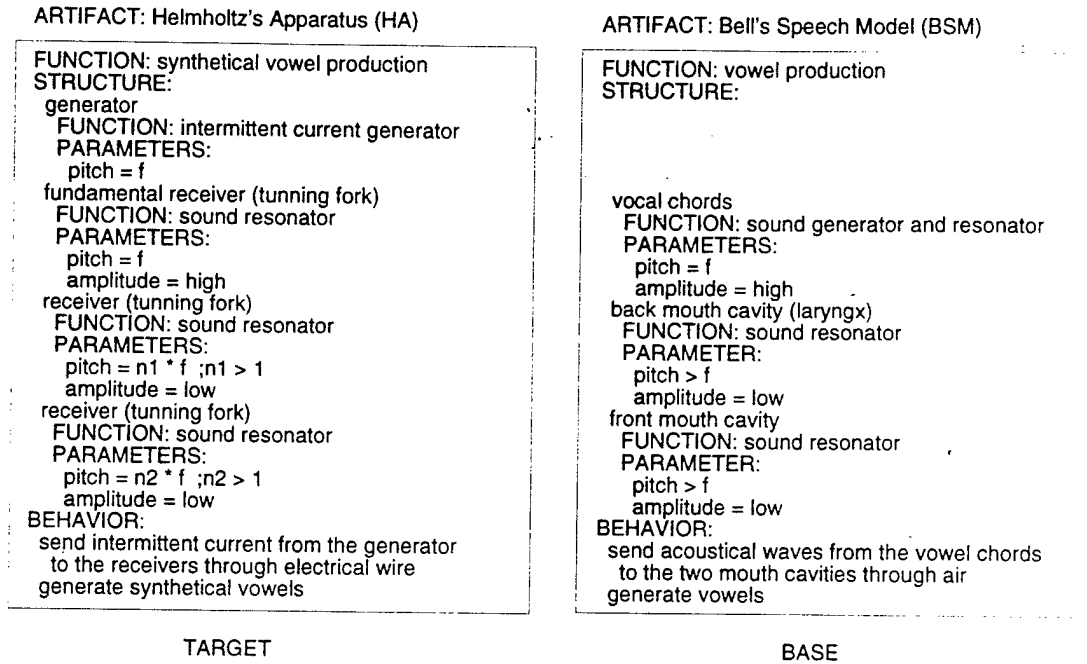 ARTIFACT: Helmholtz's Apparatus (HA)
FUNCTION: synthetical vowel production
STRUCTURE:
generator
FUNCTION: intermittent current generator
PARAMETERS:
pitch = f
fundamental receiver (tunning fork)
FUNCTION: sound resonator
PARAMETERS:
pitch = f
amplitude = high
receiver (tunning fork)
FUNCTION: sound resonator
PARAMETERS:
pitch = n1 * f ;n1 > 1
amplitude = low
receiver (tunning fork)
FUNCTION: sound resonator
PARAMETERS:
pitch = n2 * f ;n2 > 1
amplitude = low
BEHAVIOR:
send intermittent current from the generator
to the receivers through electrical wire
generate synthetical vowels
TARGET
ARTIFACT: Bell's Speech Model (BSM)
FUNCTION: vowel production
STRUCTURE:
vocal chords
FUNCTION: sound generator and resonator
PARAMETERS:
pitch = f
amplitude = high
back mouth cavity (laryngx)
FUNCTION: sound resonator
PARAMETER:
pitch > f
amplitude = low
front mouth cavity
FUNCTION: sound resonator
PARAMETER:
pitch > f
amplitude = low
BEHAVIOR:
send acoustical waves from the vowel chords
to the two mouth cavities through air
generate vowels
BASE